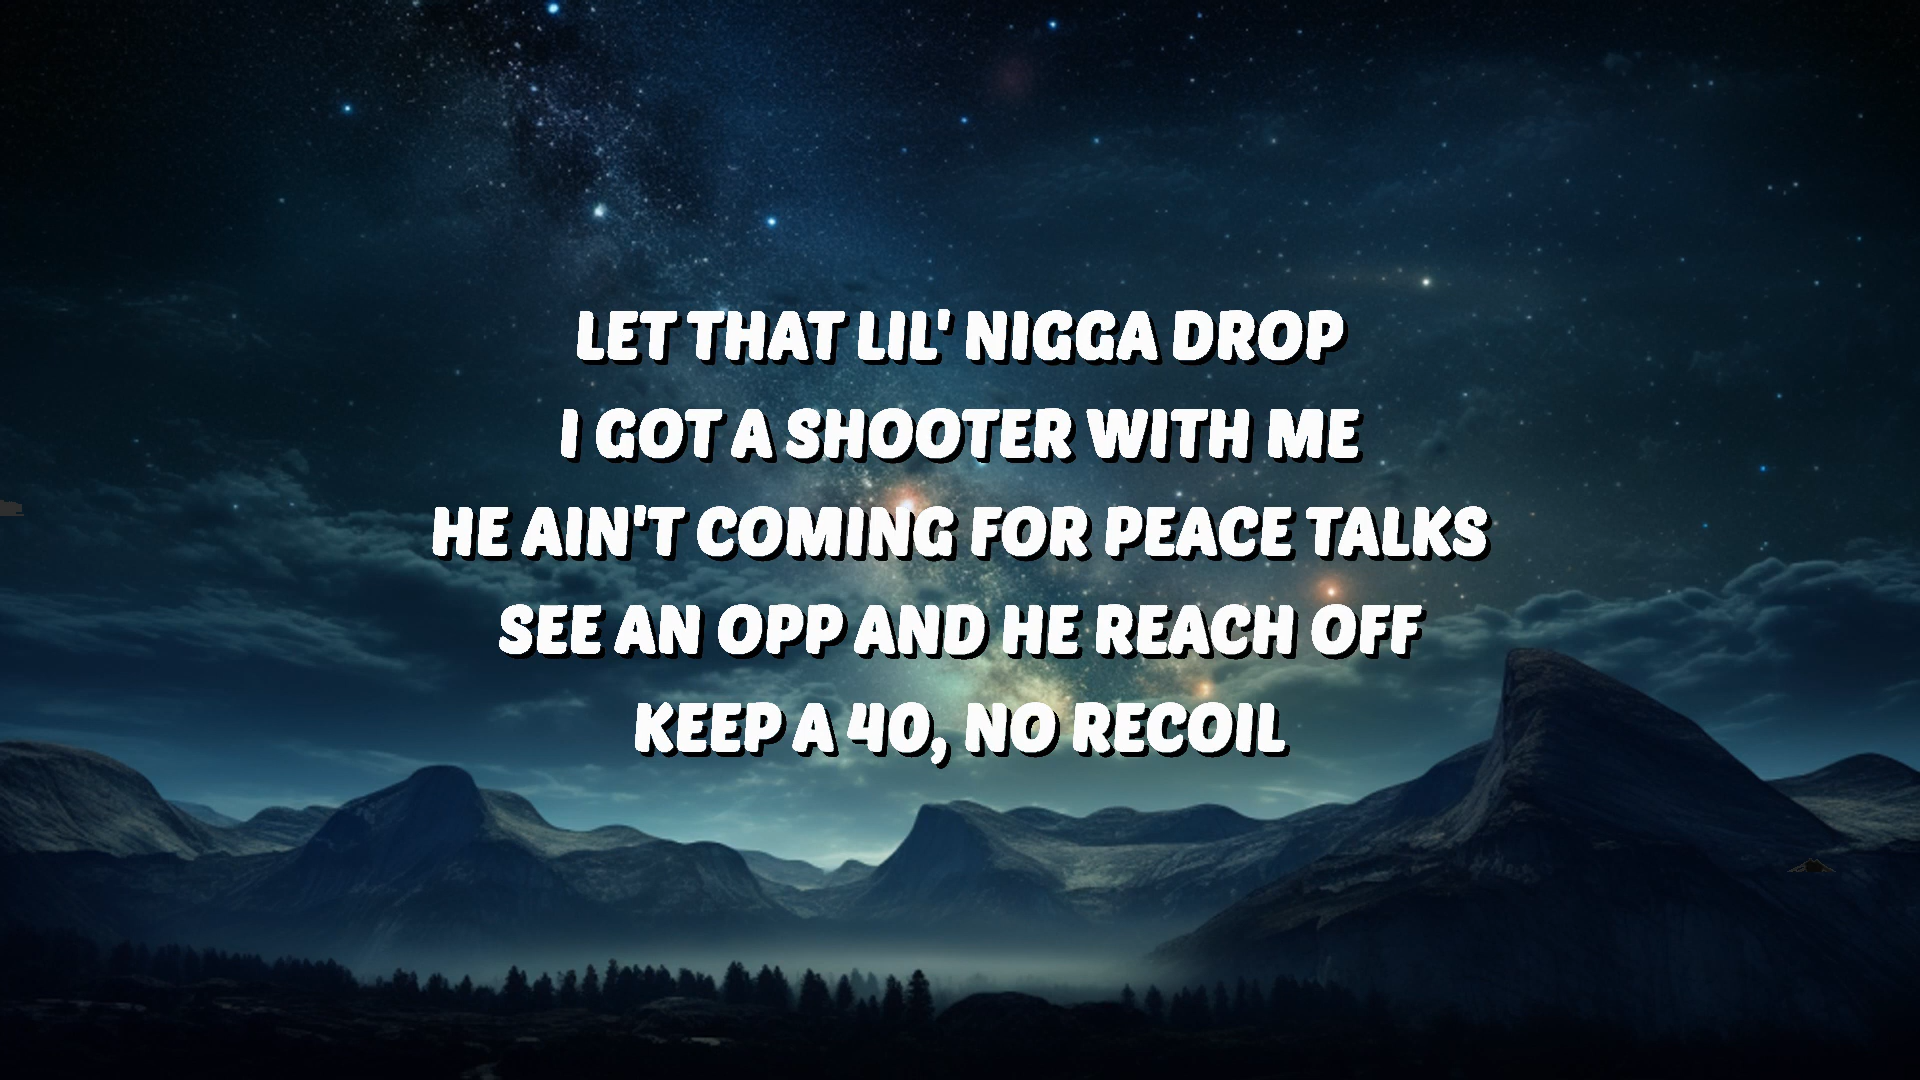 LET THAT LIL' NIGGA DROP
I GOT A SHOOTER WITH ME
HE AIN'T COMING FOR PEACE TALKS
SEE AN OPP AND HE REACH OFF
KEEP A 40, NO RECOIL